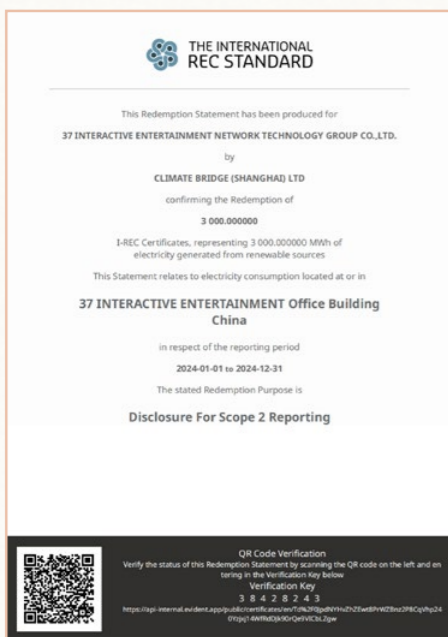 THE INTERNATIONAL
REC STANDARD
This Redemption Statement has been produced for
37 INTERACTIVE ENTERTAINMENT NETWORK TECHNOLOGY GROUP CO.,LTD.
by
CLIMATE BRIDGE (SHANGHAI) LTD
confirming the Redemption of
3 000.000000
I-REC Certificates, representing 3 000.000000 MWh of
electricity generated from renewable sources
This Statement relates to electricity consumption located at or in
37 INTERACTIVE ENTERTAINMENT Office Building
China
in respect of the reporting period
2024-01-01 to 2024-12-31
The stated Redemption Purpose is
Disclosure For Scope 2 Reporting
QR Code Verification
Verify the status of this Redemption Statement by scanning the QR code on the left and en
tering in the Verification Key below
Verification Key
3 8 4 2 8 2 4 3